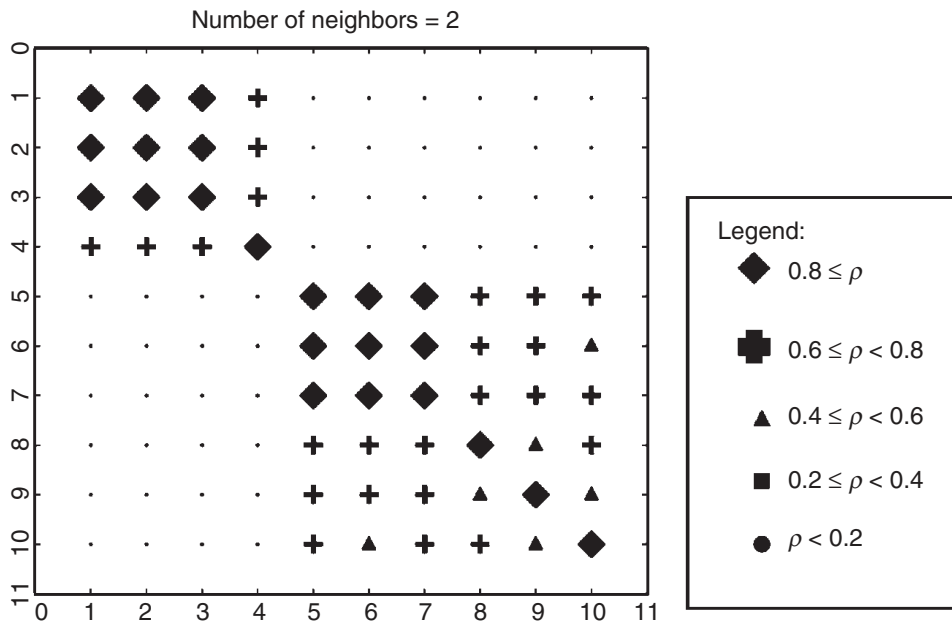 Number of neighbors = 2
0
1
2
3
4
5
6
7
8
9
10
11
0 1 2 3 4 5 6 7 8 9 10 11
Legend:
0.8 ≤ ρ
0.6 ≤ ρ < 0.8
0.4 ≤ ρ < 0.6
0.2 ≤ ρ < 0.4
ρ < 0.2